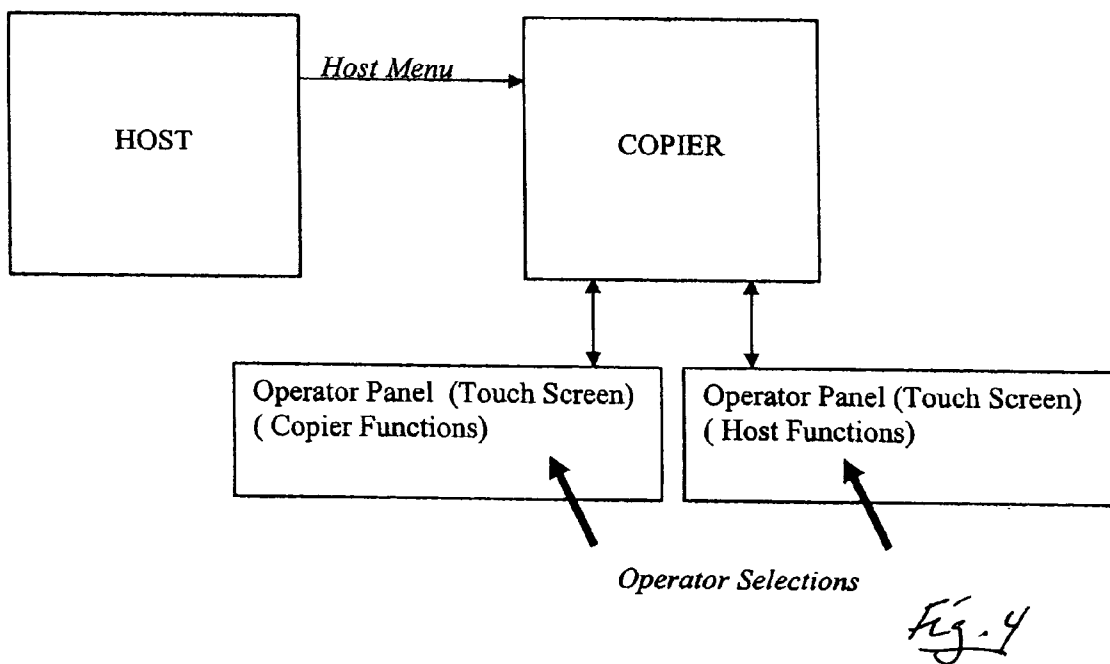 Host Menu
HOST
COPIER
Operator Panel (Touch Screen)
( Copier Functions)
Operator Panel (Touch Screen)
( Host Functions)
Operator Selections
Fig. 4